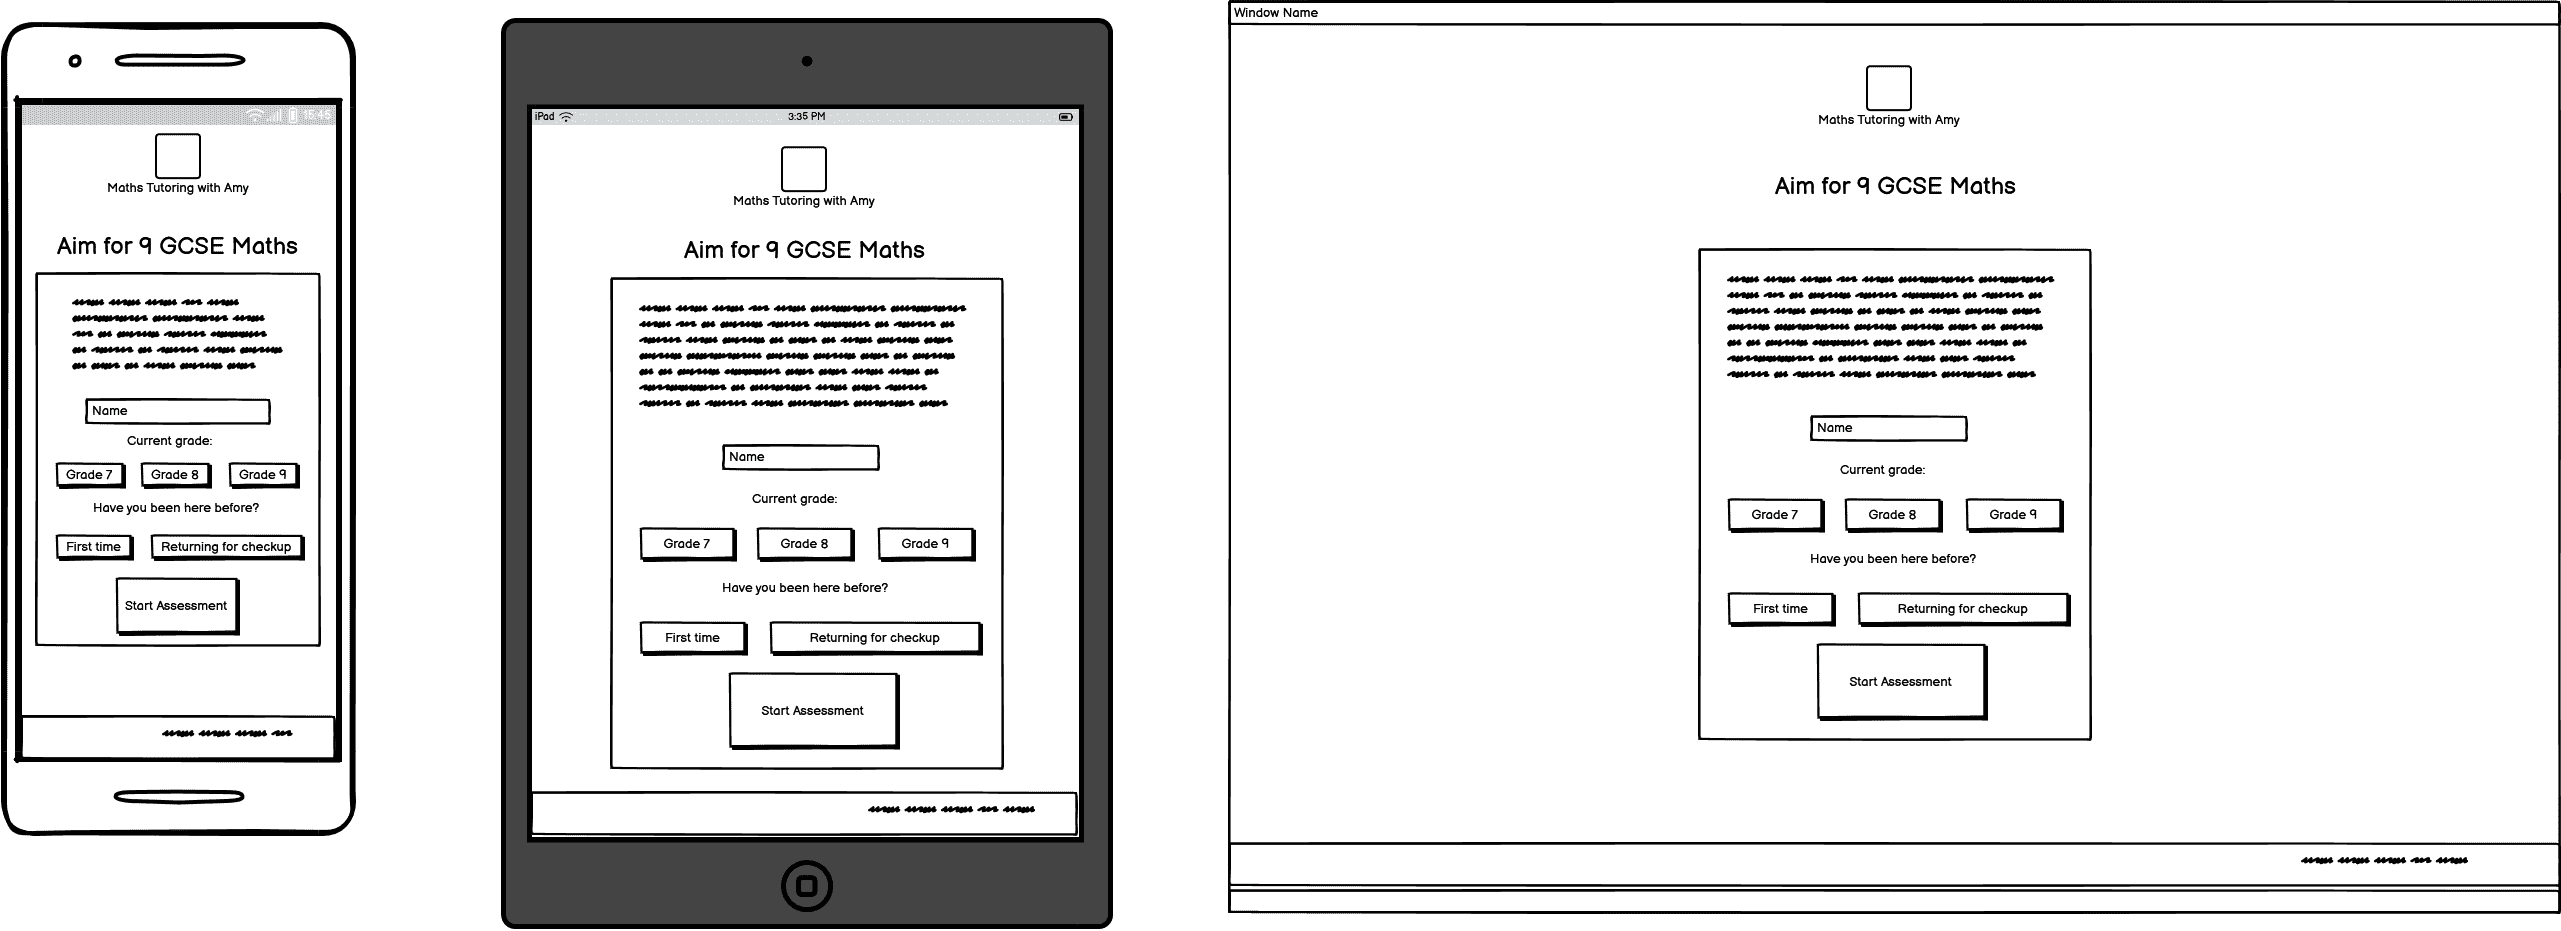 15:45
Maths Tutoring with Amy
Aim for 9 GCSE Maths
Name
Current grade:
Grade 7 Grade 8 Grade 9
Have you been here before?
First time Returning for checkup
Start Assessment
iPad 3:35 PM
Maths Tutoring with Amy
Aim for 9 GCSE Maths
Name
Current grade:
Grade 7 Grade 8 Grade 9
Have you been here before?
First time Returning for checkup
Start Assessment
Window Name
Maths Tutoring with Amy
Aim for 9 GCSE Maths
Name
Current grade:
Grade 7 Grade 8 Grade 9
Have you been here before?
First time Returning for checkup
Start Assessment